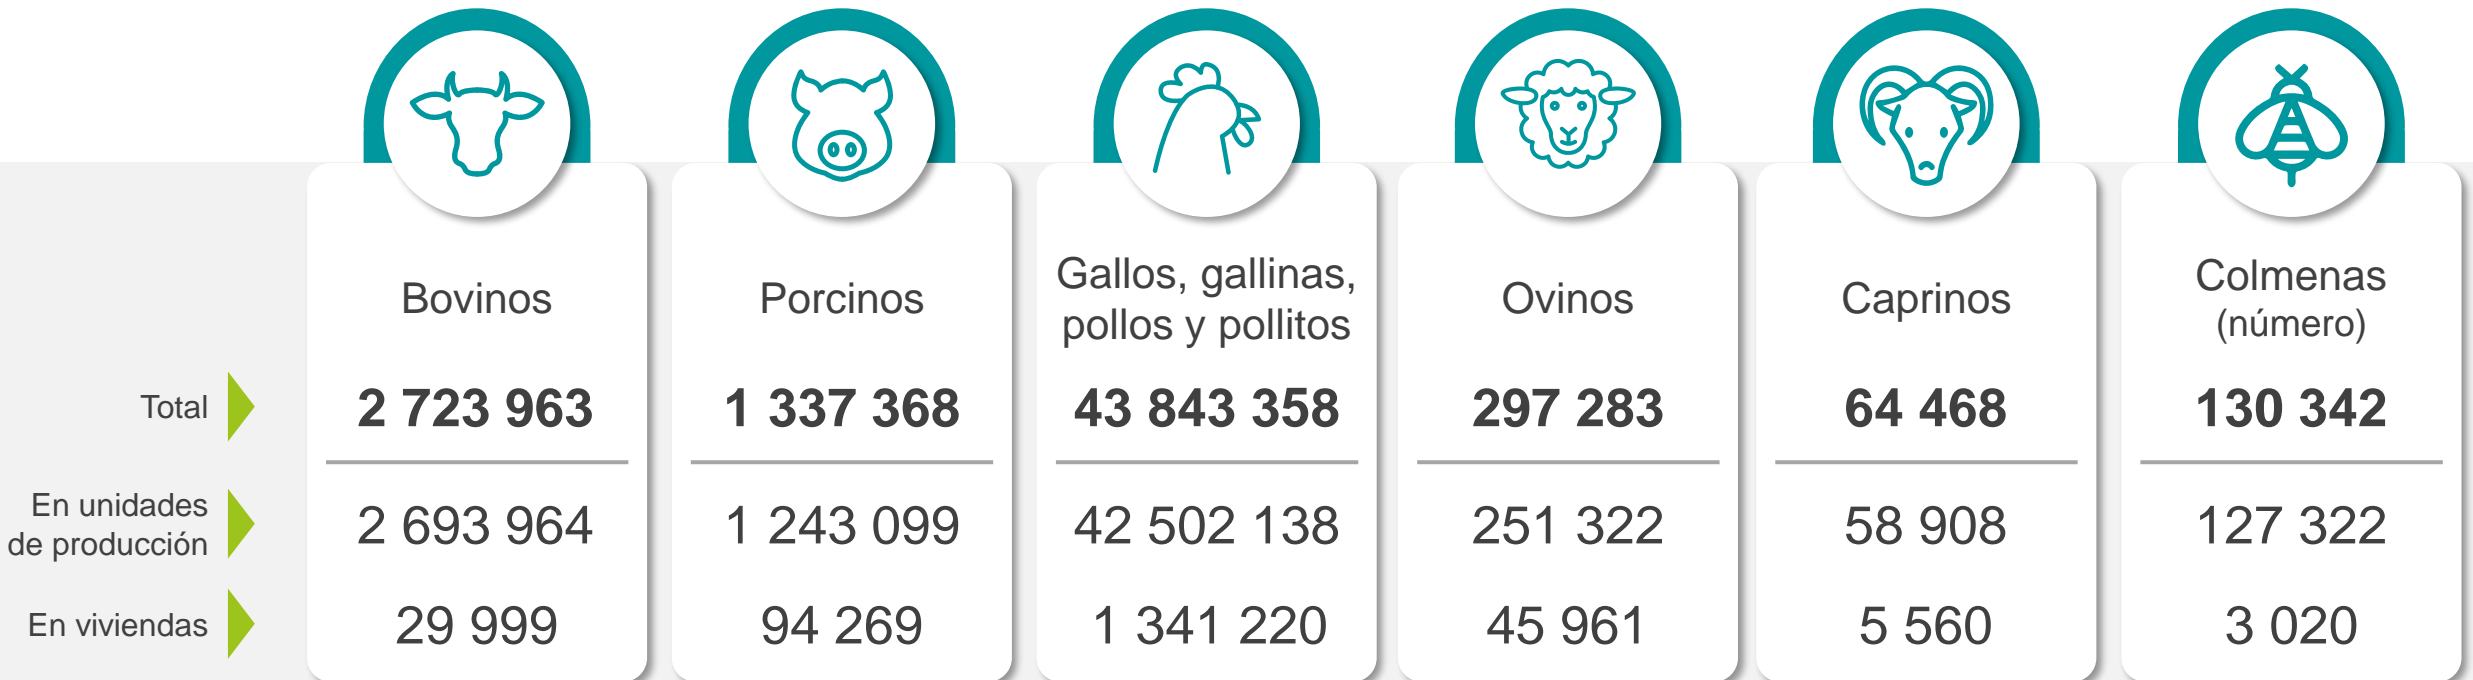 Bovinos
Porcinos
Gallos, gallinas,
pollos y pollitos
Ovinos
Caprinos
Colmenas
(número)
Total
2 723 963
1 337 368
43 843 358
297 283
64 468
130 342
En unidades
de producción
2 693 964
1 243 099
42 502 138
251 322
58 908
127 322
En viviendas
29 999
94 269
1 341 220
45 961
5 560
3 020